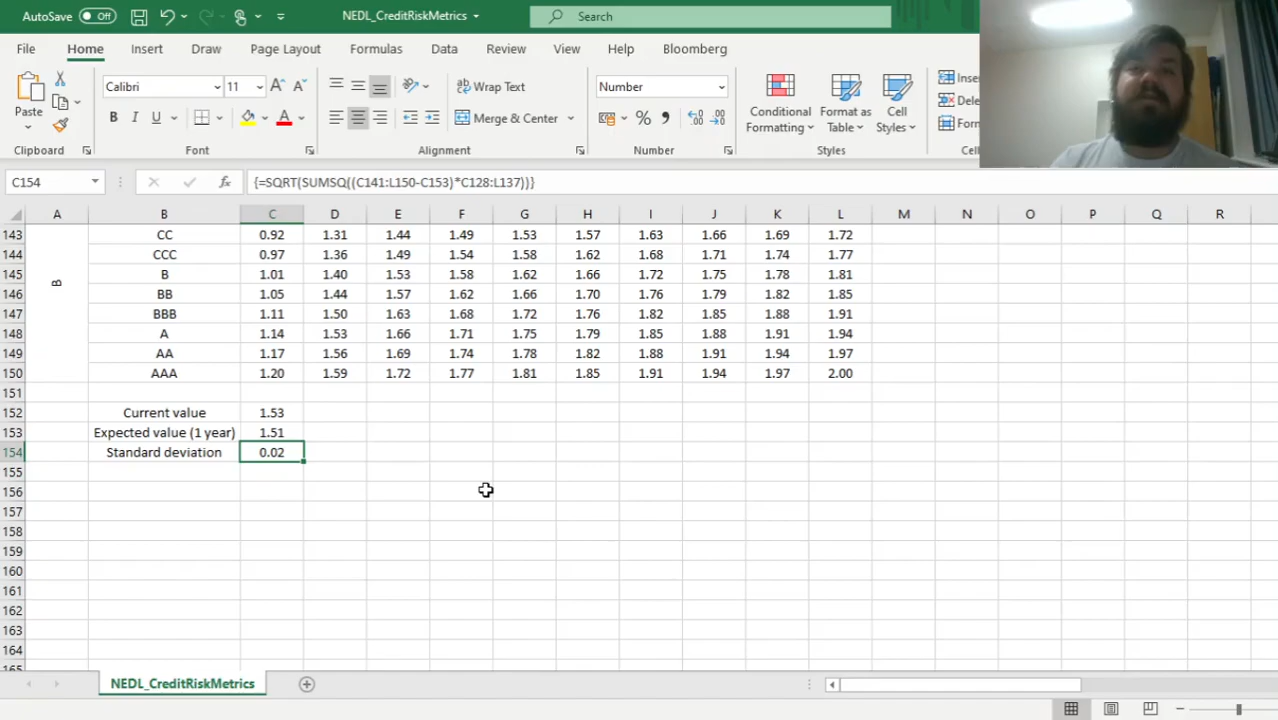 AutoSave Off NEDL_CreditRiskMetrics Search
File Home Insert Draw Page Layout Formulas Data Review View Help Bloomberg
Calibri 11 Wrap Text Number
Paste B I U Merge & Center Conditional Formatting Format as Table Cell Styles
Clipboard Font Alignment Number Styles
C154 {=SQRT(SUMSQ((C141:L150-C153)*C128:L137))}
A B C D E F G H I J K L M N O P Q R
143 CC 0.92 1.31 1.44 1.49 1.53 1.57 1.63 1.66 1.69 1.72
144 CCC 0.97 1.36 1.49 1.54 1.58 1.62 1.68 1.71 1.74 1.77
145 B B 1.01 1.40 1.53 1.58 1.62 1.66 1.72 1.75 1.78 1.81
146 BB 1.05 1.44 1.57 1.62 1.66 1.70 1.76 1.79 1.82 1.85
147 BBB 1.11 1.50 1.63 1.68 1.72 1.76 1.82 1.85 1.88 1.91
148 A 1.14 1.53 1.66 1.71 1.75 1.79 1.85 1.88 1.91 1.94
149 AA 1.17 1.56 1.69 1.74 1.78 1.82 1.88 1.91 1.94 1.97
150 AAA 1.20 1.59 1.72 1.77 1.81 1.85 1.91 1.94 1.97 2.00
151
152 Current value 1.53
153 Expected value (1 year) 1.51
154 Standard deviation 0.02
155
156
157
158
159
160
161
162
163
164
NEDL_CreditRiskMetrics